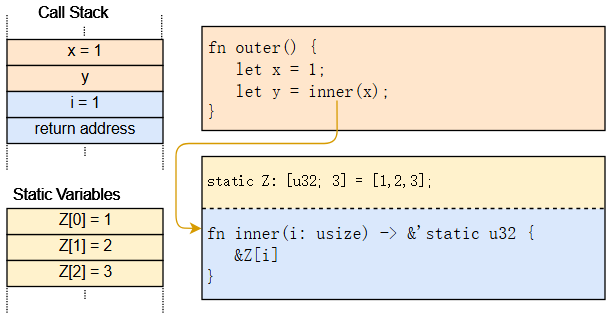 Call Stack
x = 1
y
i = 1
return address
Static Variables
Z[0] = 1
Z[1] = 2
Z[2] = 3
fn outer() {
    let x = 1;
    let y = inner(x);
}
static Z: [u32; 3] = [1,2,3];
fn inner(i: usize) -> &'static u32 {
    &Z[i]
}